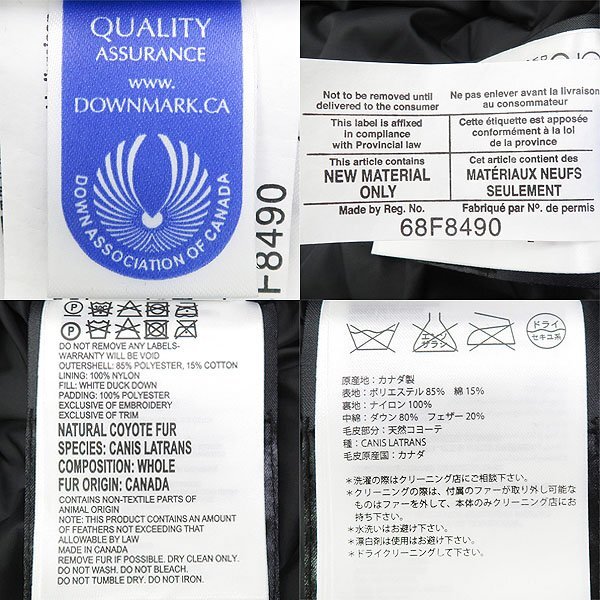 QUALITY
ASSURANCE
www.
DOWNMARK.CA
DOWN ASSOCIATION OF CANADA
F8490
Not to be removed until
delivered to the consumer
Ne pas enlever avant la livraison
au consommateur
This label is affixed
in compliance
with Provincial law
Cette étiquette est apposée
conformément à la loi
de la province
This article contains
NEW MATERIAL
ONLY
Cet article contient des
MATÉRIAUX NEUFS
SEULEMENT
Made by Reg. No.
Fabriqué par Nº. de permis
68F8490
DO NOT REMOVE ANY LABELS-
WARRANTY WILL BE VOID
OUTERSHELL: 85% POLYESTER, 15% COTTON
LINING: 100% NYLON
FILL: WHITE DUCK DOWN
PADDING: 100% POLYESTER
EXCLUSIVE OF EMBROIDERY
EXCLUSIVE OF TRIM
NATURAL COYOTE FUR
SPECIES: CANIS LATRANS
COMPOSITION: WHOLE
FUR ORIGIN: CANADA
CONTAINS NON-TEXTILE PARTS OF
ANIMAL ORIGIN
NOTE: THIS PRODUCT CONTAINS AN AMOUNT
OF FEATHERS NOT EXCEEDING THAT
ALLOWABLE BY LAW
MADE IN CANADA
REMOVE FUR IF POSSIBLE. DRY CLEAN ONLY.
DO NOT WASH. DO NOT BLEACH.
DO NOT TUMBLE DRY. DO NOT IRON.
エンソ
サラシ
ドライ
セキユ系
原産地：カナダ製
表地：ポリエステル 85% 綿 15%
裏地：ナイロン 100%
中綿：ダウン 80% フェザー 20%
毛皮部分：天然コヨーテ
種：CANIS LATRANS
毛皮原産国：カナダ
＊洗濯の際はクリーニング店にご相談下さい。
＊クリーニングの際は、付属のファーが取り外し可能な
ものはファーを外して、本体のみクリーニング店にお
持ち下さい。
＊水洗いはお避け下さい。
＊漂白剤は使用はお避け下さい。
＊ドライクリーニングして下さい。